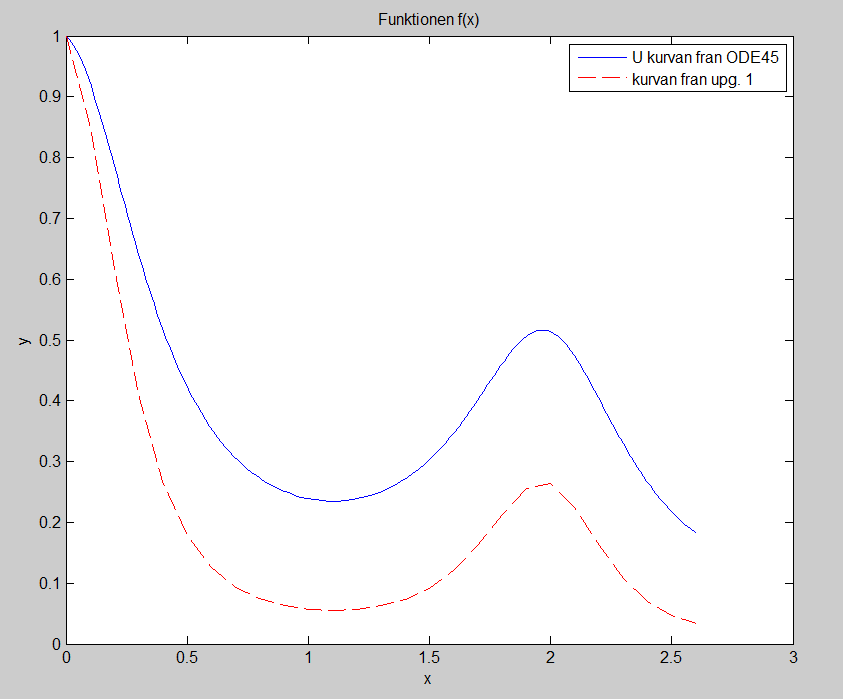 Funktionen f(x)
U kurvan fran ODE45
kurvan fran upg. 1
1
0.9
0.8
0.7
0.6
0.5
0.4
0.3
0.2
0.1
0
y
0 0.5 1 1.5 2 2.5 3
x